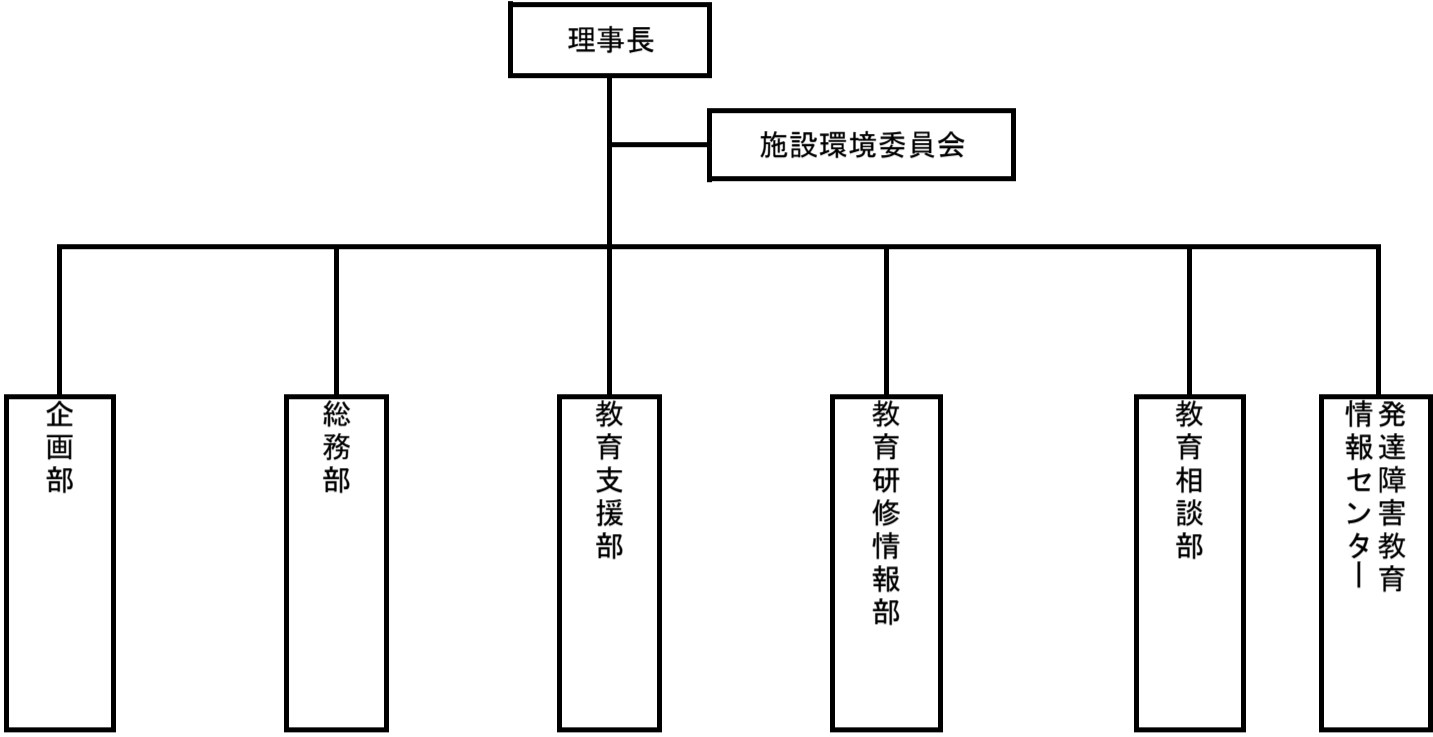 理事長
施設環境委員会
企画部
総務部
教育支援部
教育研修情報部
教育相談部
発達障害教育
情報センター